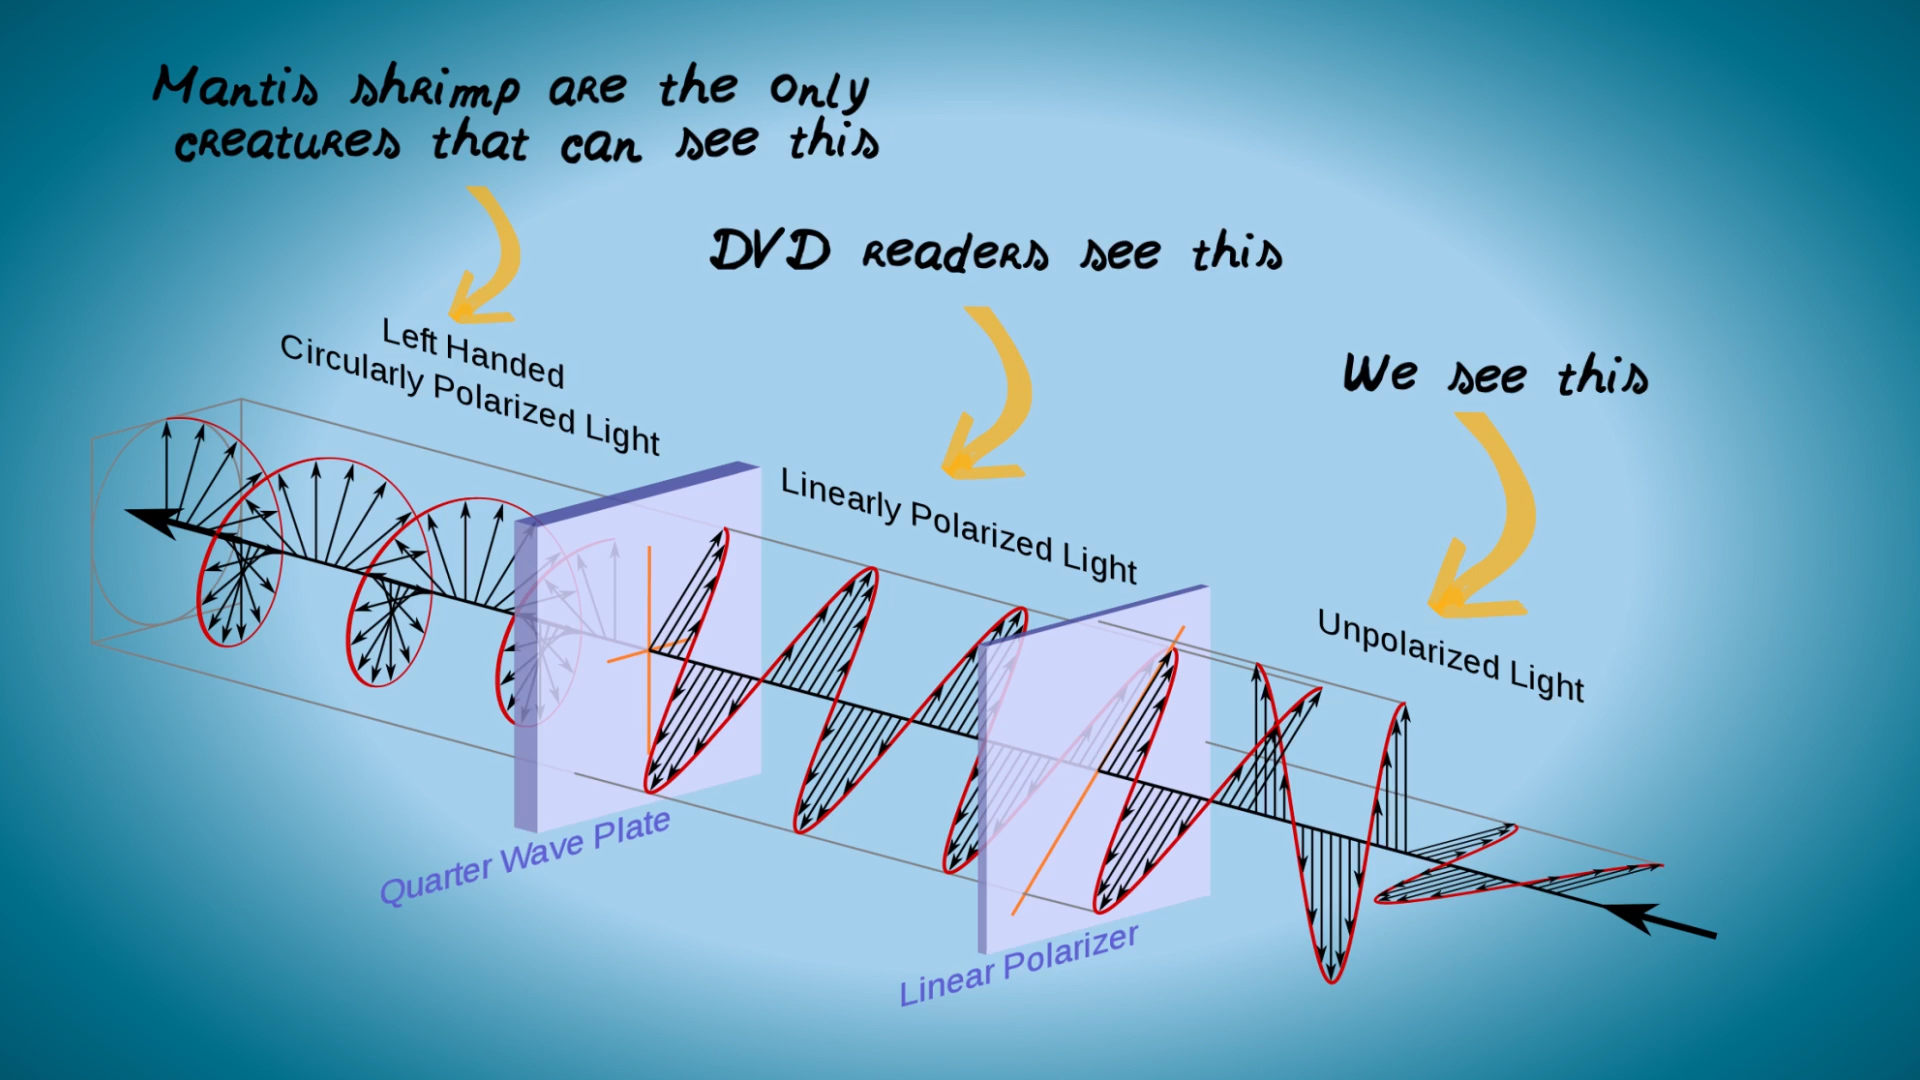 Mantis shrimp are the only
creatures that can see this
DVD readers see this
We see this
Left Handed
Circularly Polarized Light
Linearly Polarized Light
Unpolarized Light
Quarter Wave Plate
Linear Polarizer